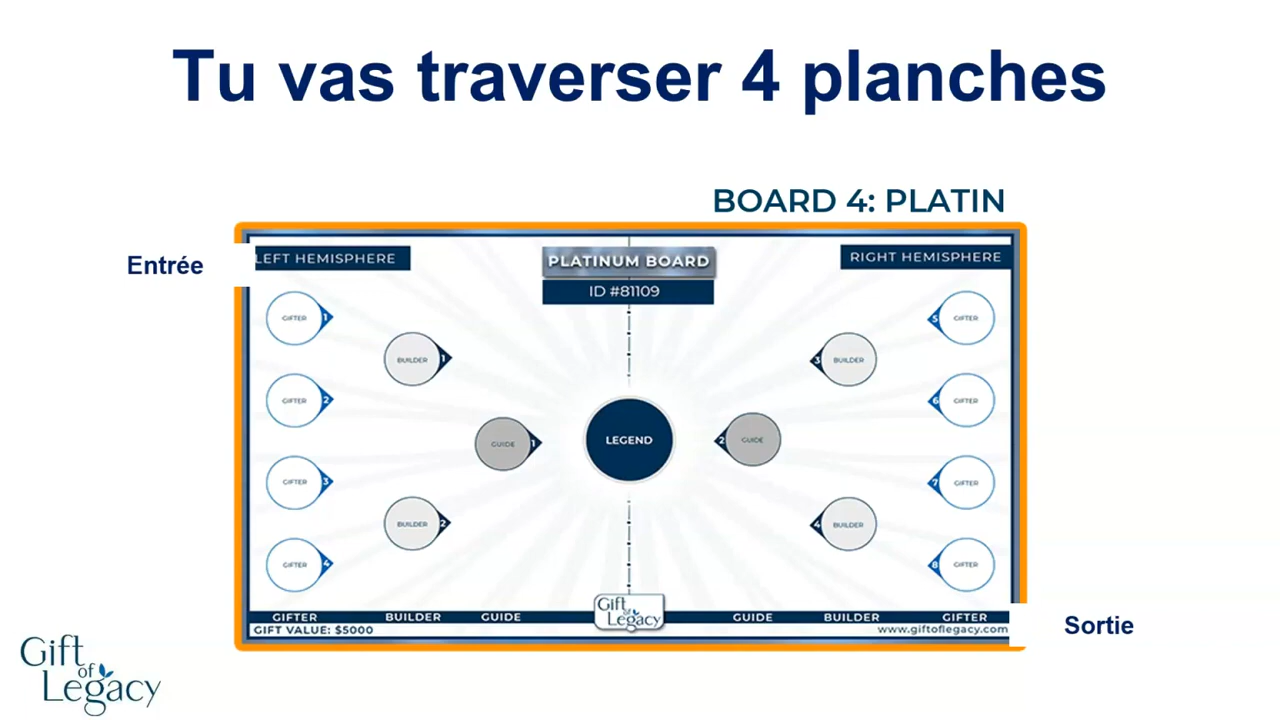 Tu vas traverser 4 planches
BOARD 4: PLATIN
Entrée
LEFT HEMISPHERE
PLATINUM BOARD
ID #81109
RIGHT HEMISPHERE
GIFTER 1
BUILDER 1
GIFTER 2
GUIDE 1
GIFTER 3
BUILDER 2
GIFTER 4
LEGEND
5 GIFTER
3 BUILDER
6 GIFTER
2 GUIDE
7 GIFTER
4 BUILDER
8 GIFTER
GIFTER BUILDER GUIDE
Gift
of
Legacy
GUIDE BUILDER GIFTER
GIFT VALUE: $5000
www.giftoflegacy.com
Sortie
Gift
of
Legacy